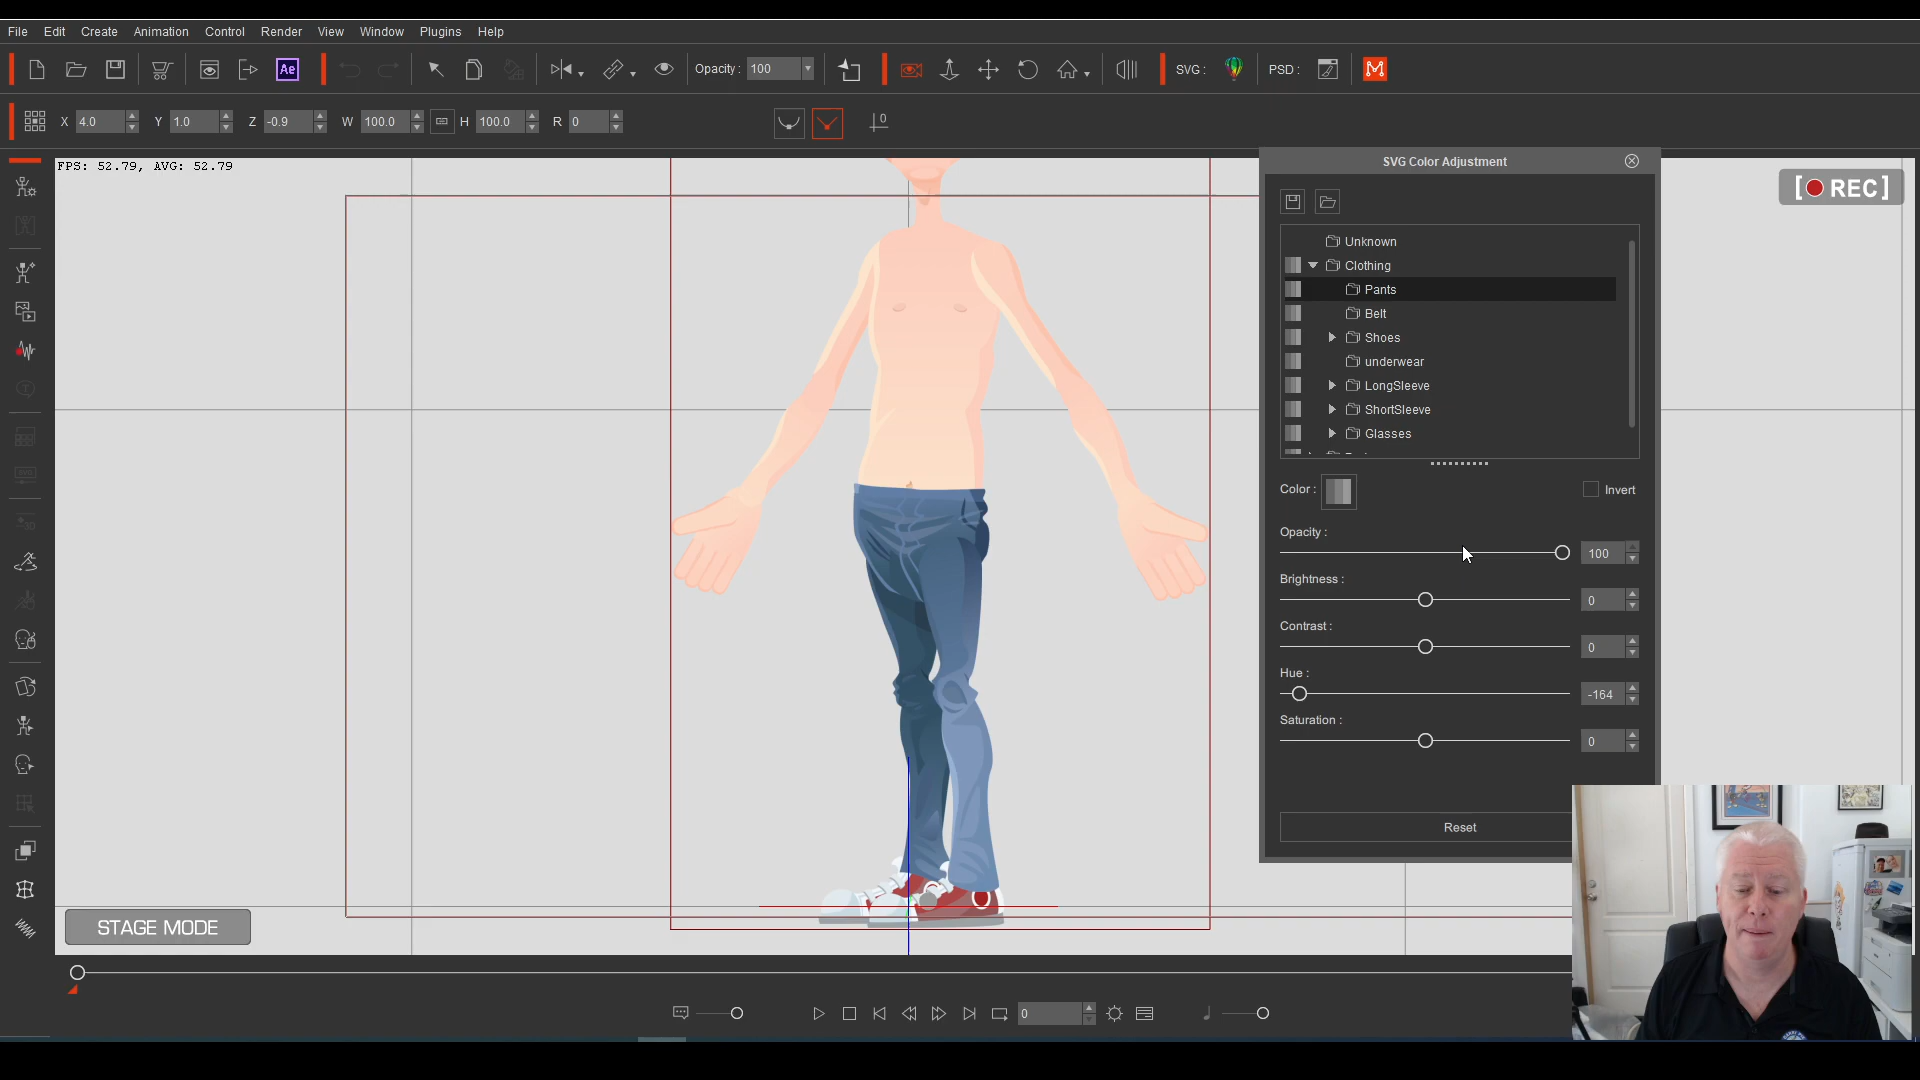 File Edit Create Animation Control Render View Window Plugins Help
Ae Opacity : 100 SVG : PSD :
X 4.0 Y 1.0 Z -0.9 W 100.0 H 100.0 R 0 0
FPS: 52.79, AVG: 52.79
SVG Color Adjustment
[ REC]
Unknown
Clothing
Pants
Belt
Shoes
underwear
LongSleeve
ShortSleeve
Glasses
Color : Invert
Opacity :
100
Brightness :
0
Contrast :
0
Hue :
-164
Saturation :
0
Reset
STAGE MODE
0